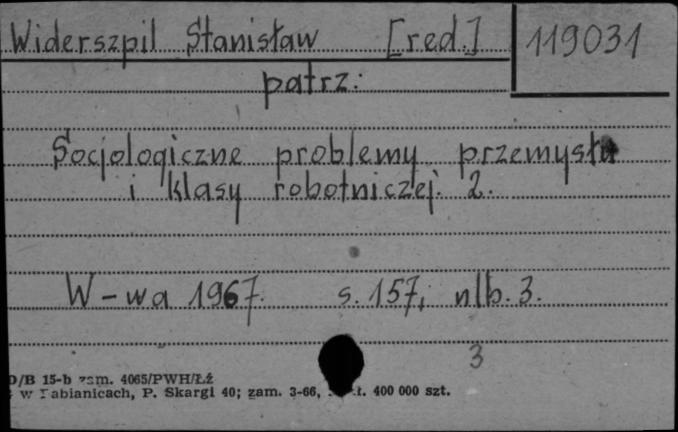 Widerszpil Stanisław [red.] 119031
patrz:
Socjologiczne problemy przemysłu
i klasy robotniczej. 2.
W-wa 1967. s. 157, nlb. 3.
3
D/B 15-b zam. 4065/PWH/Łź
w Pabianicach, P. Skargi 40; zam. 3-66, 400 000 szt.